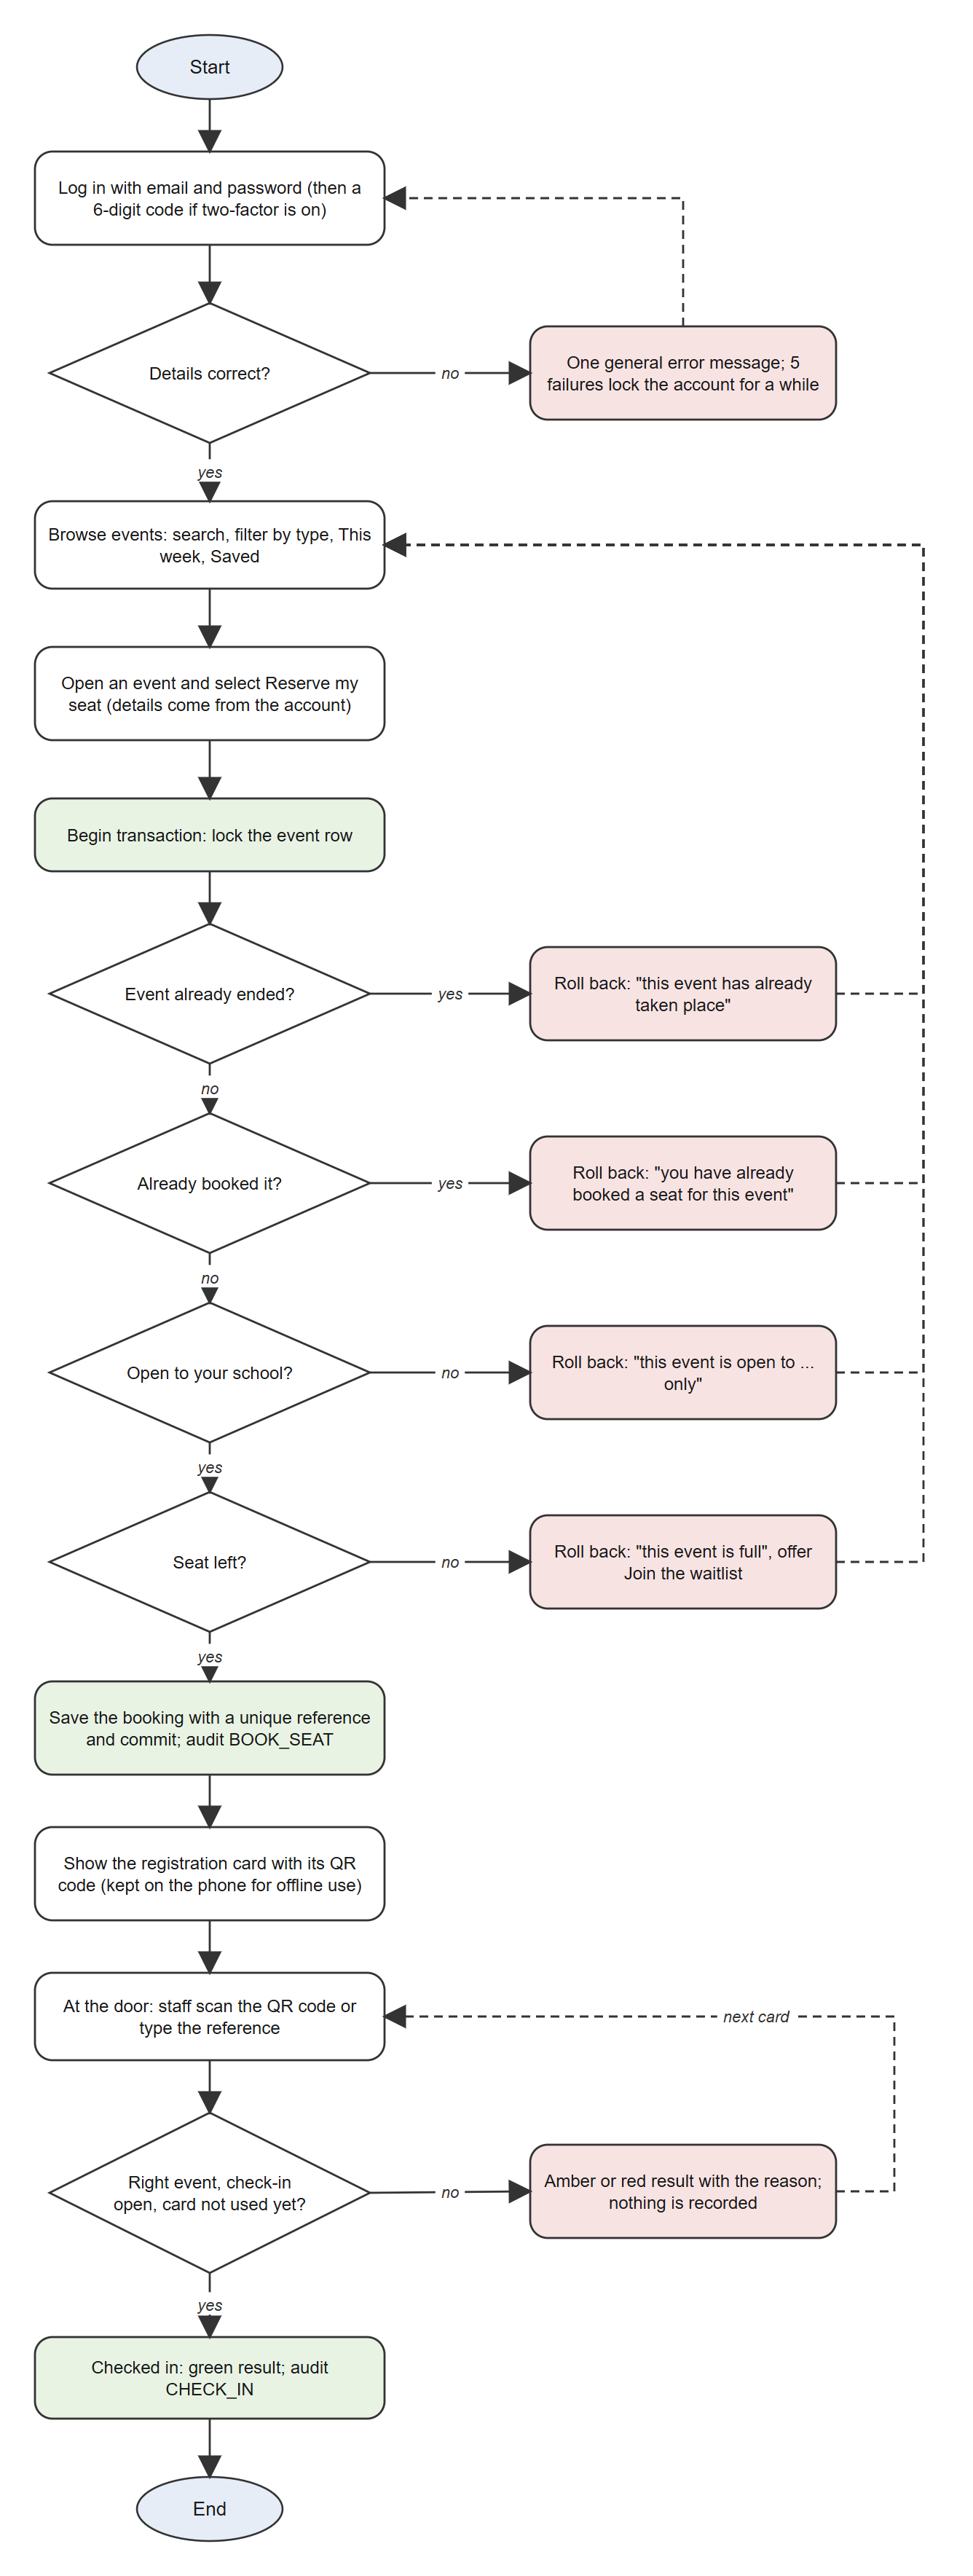 Start
Log in with email and password (then a
6-digit code if two-factor is on)
Details correct?
no
One general error message; 5
failures lock the account for a while
yes
Browse events: search, filter by type, This
week, Saved
Open an event and select Reserve my
seat (details come from the account)
Begin transaction: lock the event row
Event already ended?
yes
Roll back: "this event has already
taken place"
no
Already booked it?
yes
Roll back: "you have already
booked a seat for this event"
no
Open to your school?
no
Roll back: "this event is open to ...
only"
yes
Seat left?
no
Roll back: "this event is full", offer
Join the waitlist
yes
Save the booking with a unique reference
and commit; audit BOOK_SEAT
Show the registration card with its QR
code (kept on the phone for offline use)
At the door: staff scan the QR code or
type the reference
next card
Right event, check-in
open, card not used yet?
no
Amber or red result with the reason;
nothing is recorded
yes
Checked in: green result; audit
CHECK_IN
End